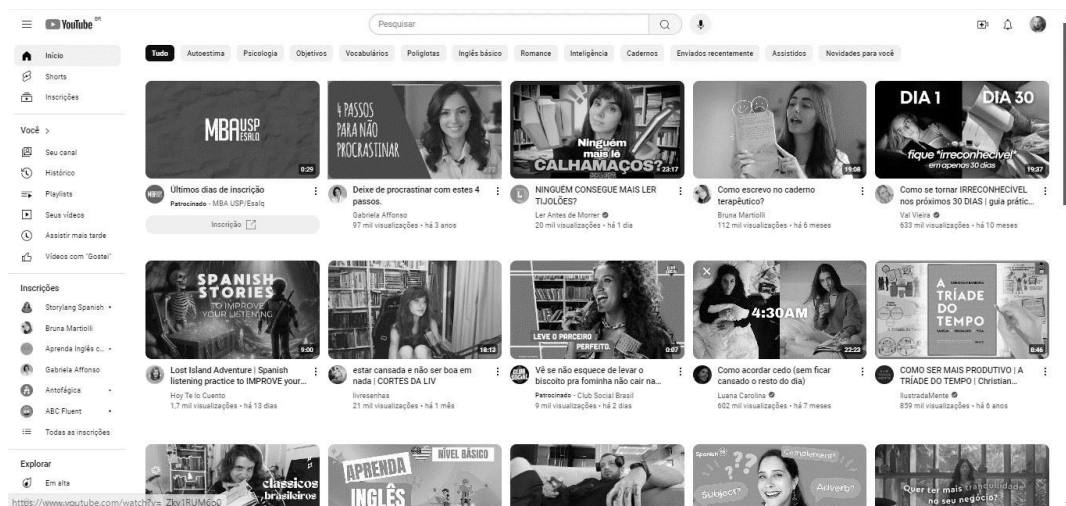 YouTube BR
Pesquisar
Início
Shorts
Inscrições
Você >
Seu canal
Histórico
Playlists
Seus vídeos
Assistir mais tarde
Vídeos com "Gostei"
Inscrições
Storylang Spanish
Bruna Martiolli
Aprenda Inglês c...
Gabriela Affonso
Antofágica
ABC Fluent
Todas as inscrições
Explorar
Em alta
https://www.youtube.com/watch?v=
Tudo
Autoestima
Psicologia
Objetivos
Vocabulários
Poliglotas
Inglês básico
Romance
Inteligência
Cadernos
Enviados recentemente
Assistidos
Novidades para você
MBAUSP
ESALQ
0:29
Últimos dias de inscrição
Patrocinado · MBA USP/Esalq
Inscrição
4 PASSOS
PARA NÃO
PROCRASTINAR
Deixe de procrastinar com estes 4
passos.
Gabriela Affonso
97 mil visualizações • há 3 anos
Ninguém
mais lê
CALHAMAÇOS?
23:17
NINGUÉM CONSEGUE MAIS LER
TIJOLÕES?
Ler Antes de Morrer
20 mil visualizações • há 1 dia
19:08
Como escrevo no caderno
terapêutico?
Bruna Martiolli
112 mil visualizações • há 6 meses
DIA 1
DIA 30
fique "irreconhecível"
em apenas 30 dias
19:37
Como se tornar IRRECONHECÍVEL
nos próximos 30 DIAS | guia prátic...
Val Vieira
633 mil visualizações • há 10 meses
SPANISH
STORIES
TO IMPROVE
YOUR LISTENING
9:00
Lost Island Adventure | Spanish
listening practice to IMPROVE your...
Hoy Te lo Cuento
1,7 mil visualizações • há 13 dias
18:13
estar cansada e não ser boa em
nada | CORTES DA LIV
livresenhas
21 mil visualizações • há 1 mês
LEVE O PARCEIRO
PERFEITO.
0:07
Vê se não esquece de levar o
biscoito pra fominha não cair na...
Patrocinado · Club Social Brasil
9 mil visualizações • há 2 dias
4:30AM
22:23
Como acordar cedo (sem ficar
cansado o resto do dia)
Luana Carolina
602 mil visualizações • há 7 meses
A
TRÍADE
DO
TEMPO
8:46
COMO SER MAIS PRODUTIVO | A
TRÍADE DO TEMPO | Christian...
IlustradaMente
859 mil visualizações • há 6 anos
clássicos
brasileiros
NÍVEL BÁSICO
APRENDA
INGLÊS
Spanish
Complement?
Subject?
Adverb?
Quer ter mais tranquilidade
no seu negócio?